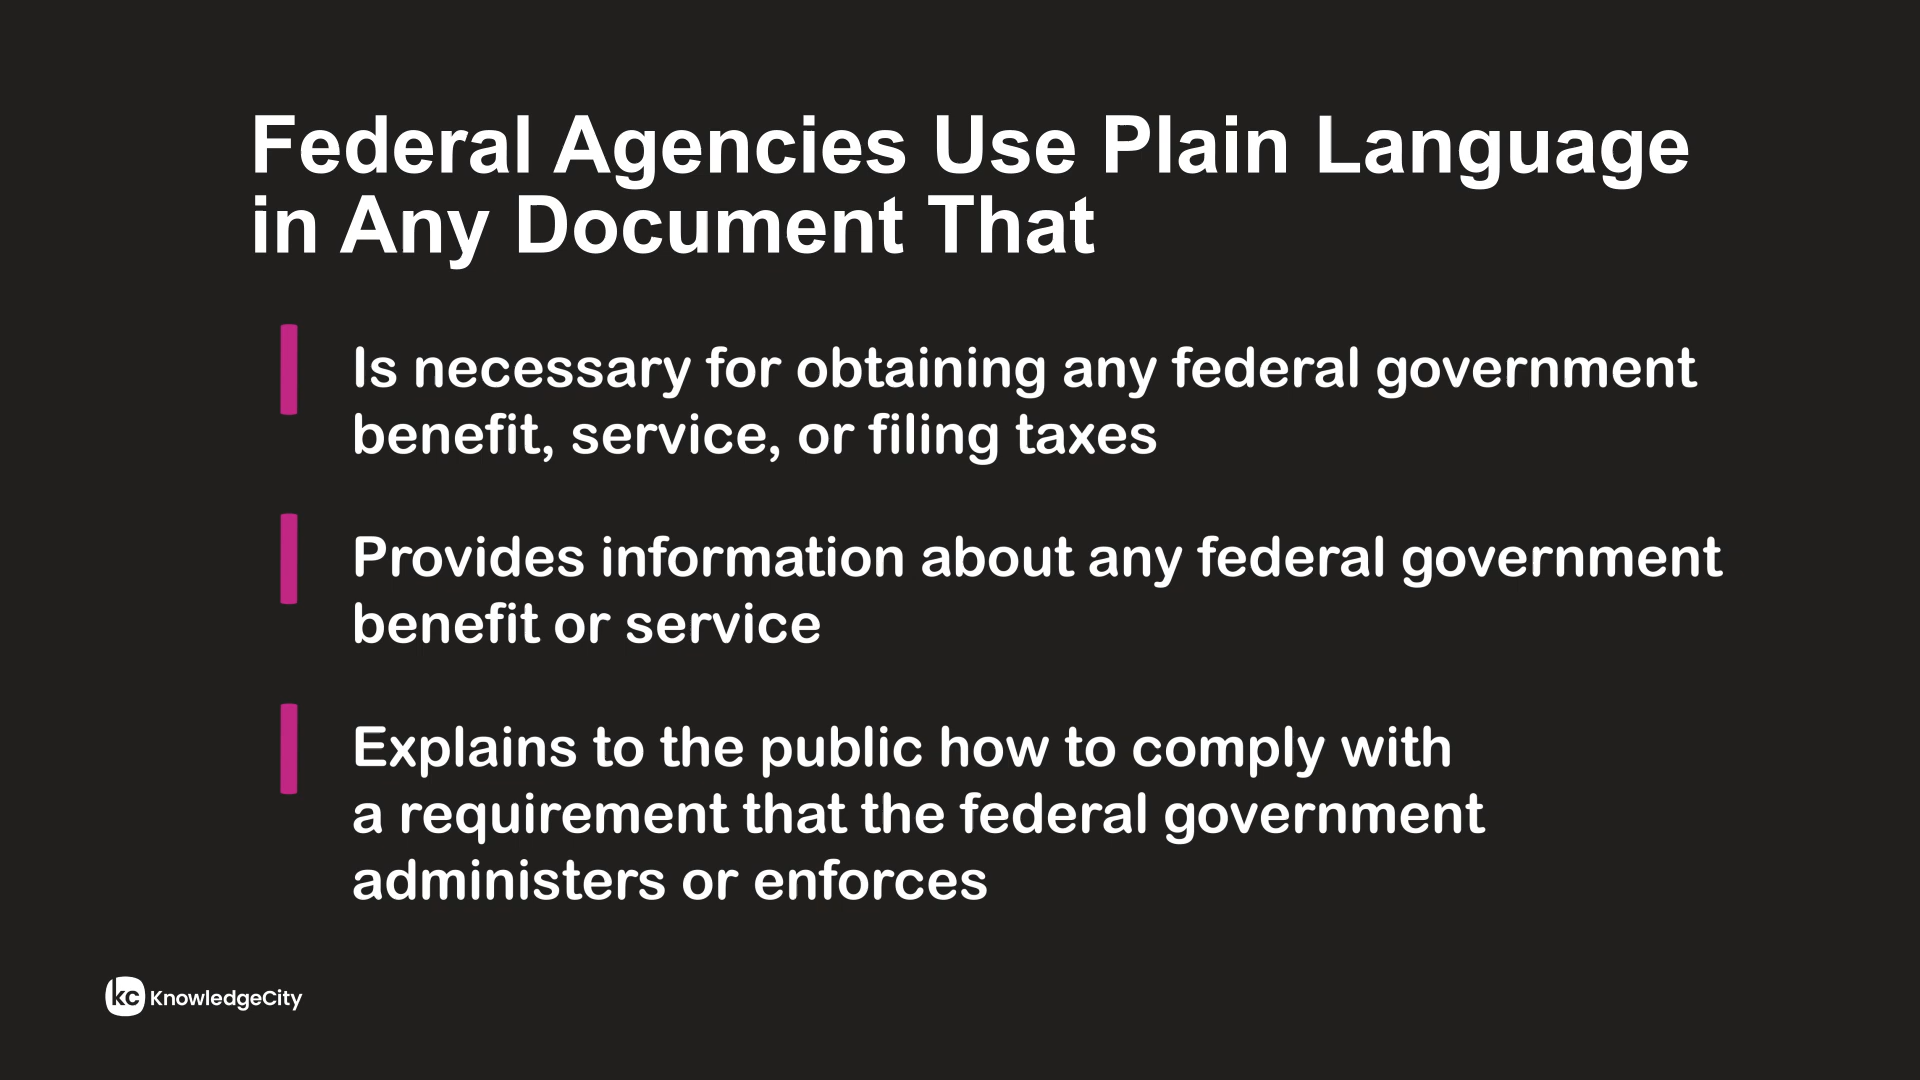 Federal Agencies Use Plain Language
in Any Document That
Is necessary for obtaining any federal government
benefit, service, or filing taxes
Provides information about any federal government
benefit or service
Explains to the public how to comply with
a requirement that the federal government
administers or enforces
kc KnowledgeCity